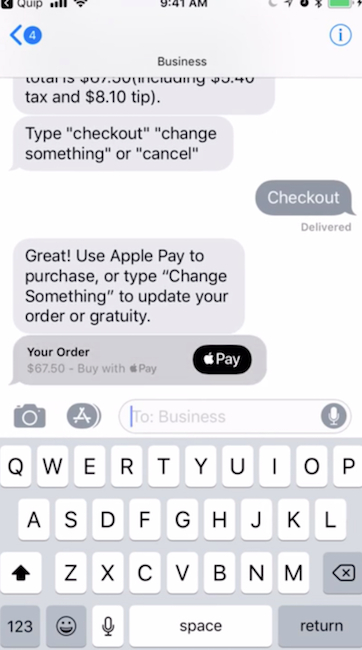 Quip
9:41 AM
4
Business
total is $67.50(including $5.40
tax and $8.10 tip).
Type "checkout" "change
something" or "cancel"
Checkout
Delivered
Great! Use Apple Pay to
purchase, or type “Change
Something” to update your
order or gratuity.
Your Order
$67.50 - Buy with Pay
Pay
To: Business
Q W E R T Y U I O P
A S D F G H J K L
Z X C V B N M
123 space return